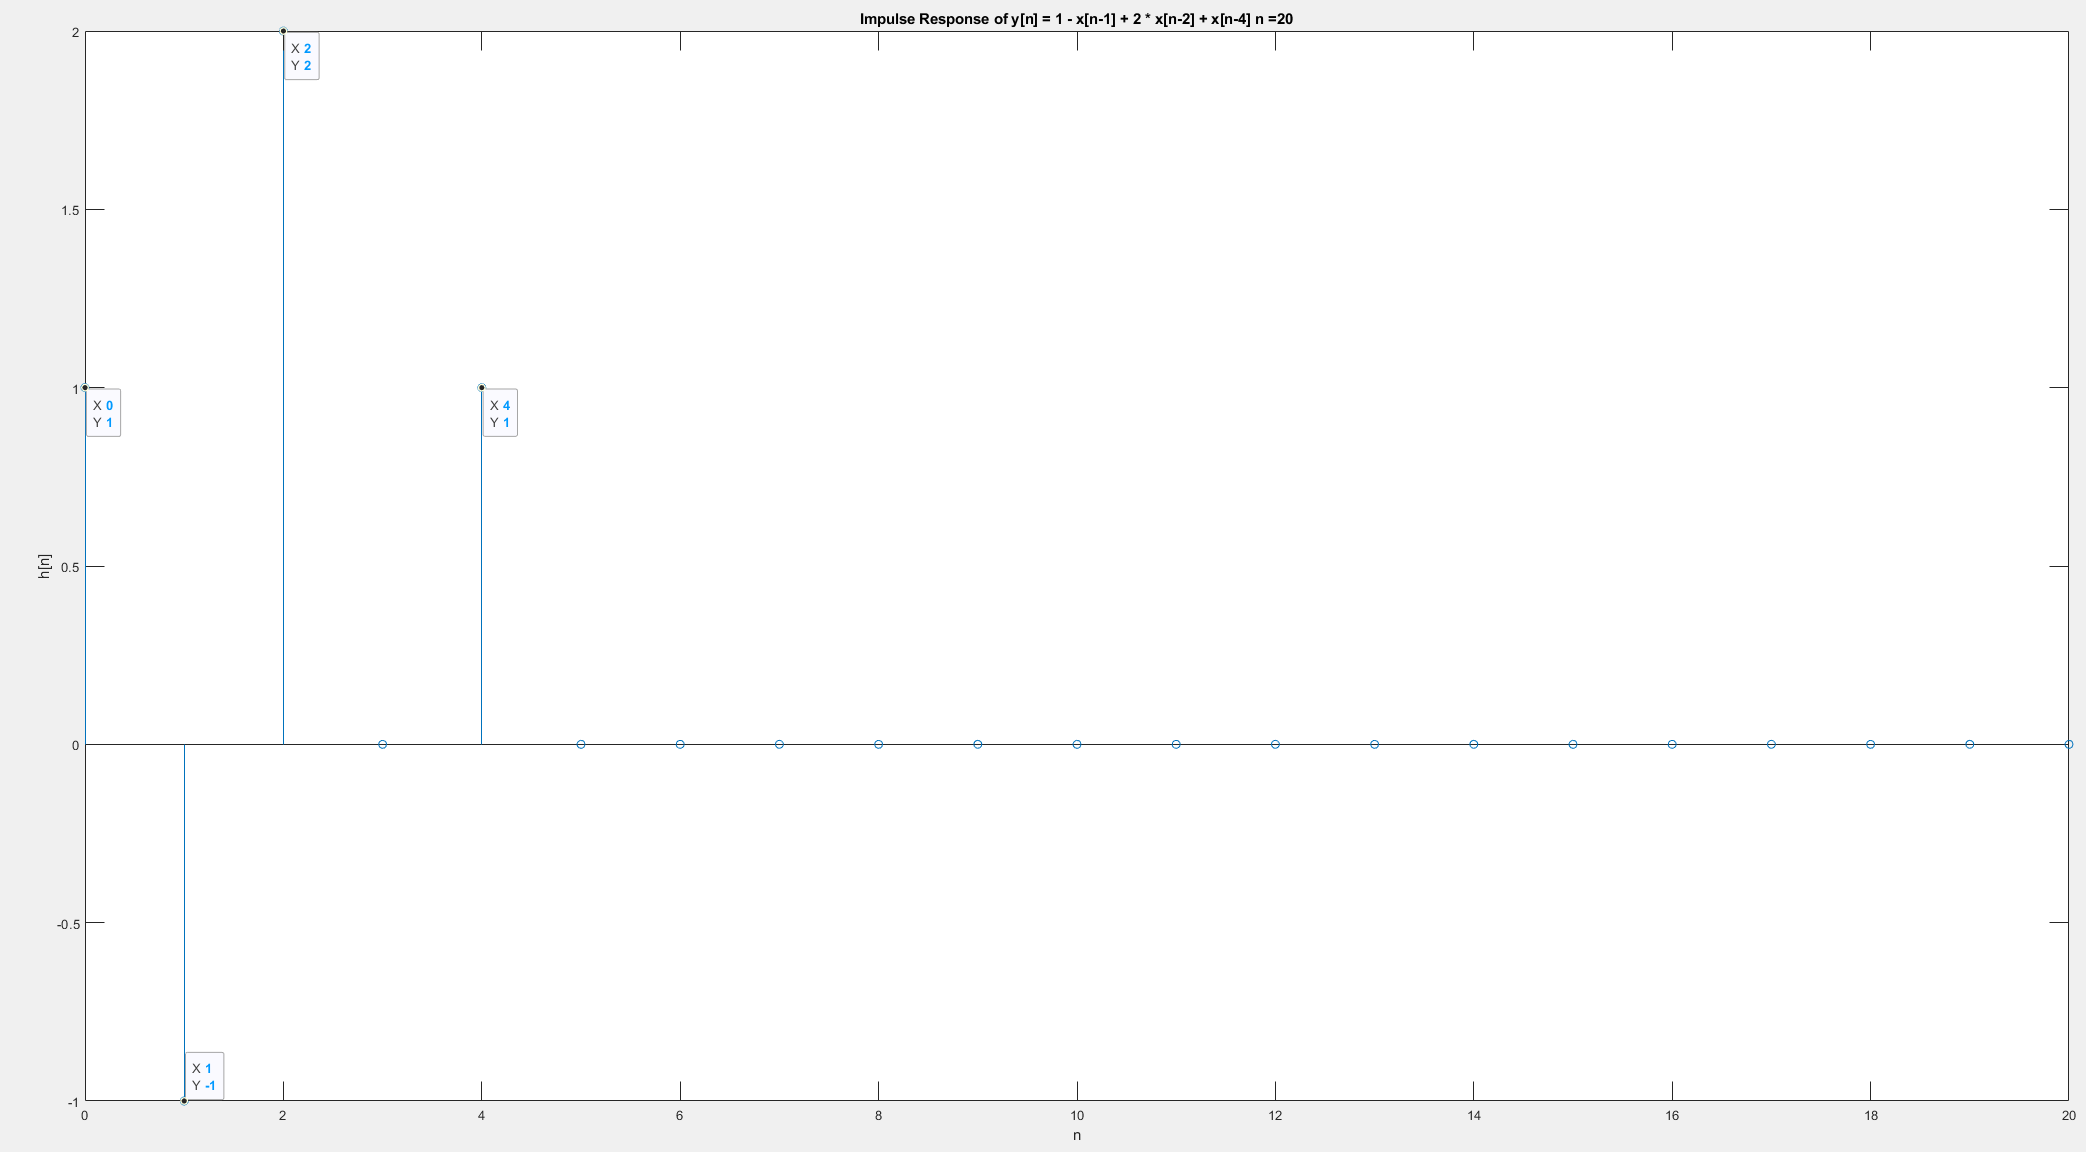 Impulse Response of y[n] = 1 - x[n-1] + 2 * x[n-2] + x[n-4] n =20
2
X 2
Y 2
1.5
1
X 0
Y 1
X 4
Y 1
h[n]
0.5
0
-0.5
X 1
Y -1
-1
0 2 4 6 8 10 12 14 16 18 20
n